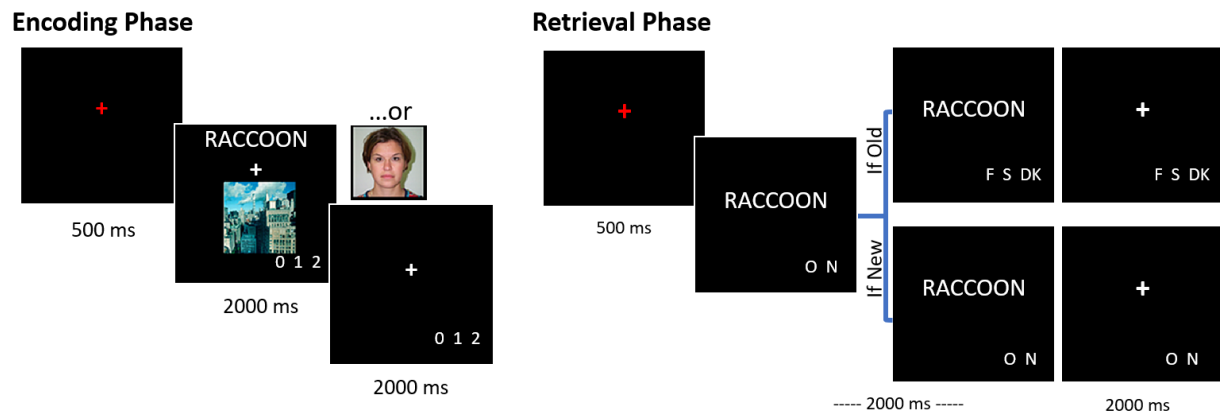 Encoding Phase
+
500 ms
RACCOON
+
0 1 2
2000 ms
...or
+
0 1 2
2000 ms
Retrieval Phase
+
500 ms
RACCOON
O N
If Old
RACCOON
F S DK
+
F S DK
If New
RACCOON
O N
+
O N
----- 2000 ms -----
2000 ms